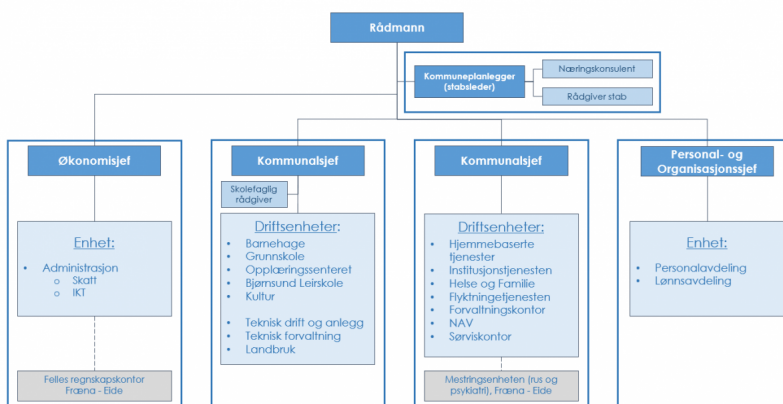 Rådmann
Kommuneplanlegger
(stabsleder)
Næringskonsulent
Rådgiver stab
Økonomisjef
Enhet:
Administrasjon
Skatt
IKT
Felles regnskapskontor
Fræna - Eide
Kommunalsjef
Skolefaglig
rådgiver
Driftsenheter:
Barnehage
Grunnskole
Opplæringssenteret
Bjørnsund Leirskole
Kultur
Teknisk drift og anlegg
Teknisk forvaltning
Landbruk
Kommunalsjef
Driftsenheter:
Hjemmebaserte
tjenester
Institusjonstjenesten
Helse og Familie
Flyktningetjenesten
Forvaltningskontor
NAV
Sørviskontor
Mestringsenheten (rus og
psykiatri), Fræna - Eide
Personal- og
Organisasjonssjef
Enhet:
Personalavdeling
Lønnsavdeling